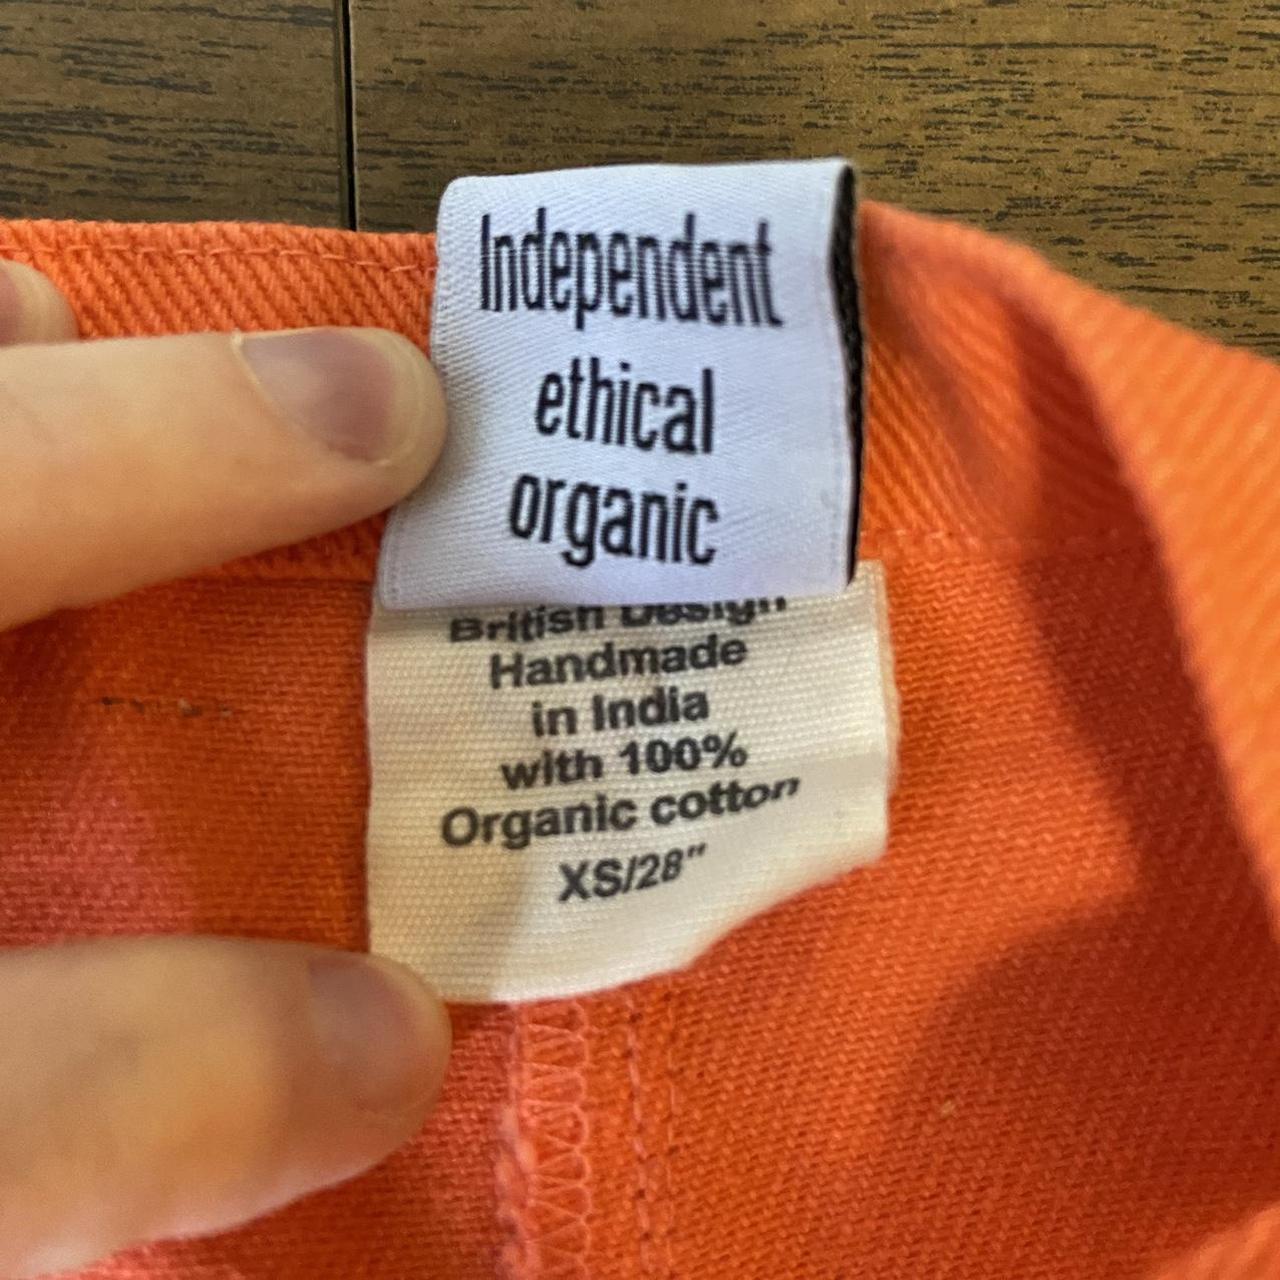 Independent
ethical
organic
British Design
Handmade
in India
with 100%
Organic cotton
XS/28"